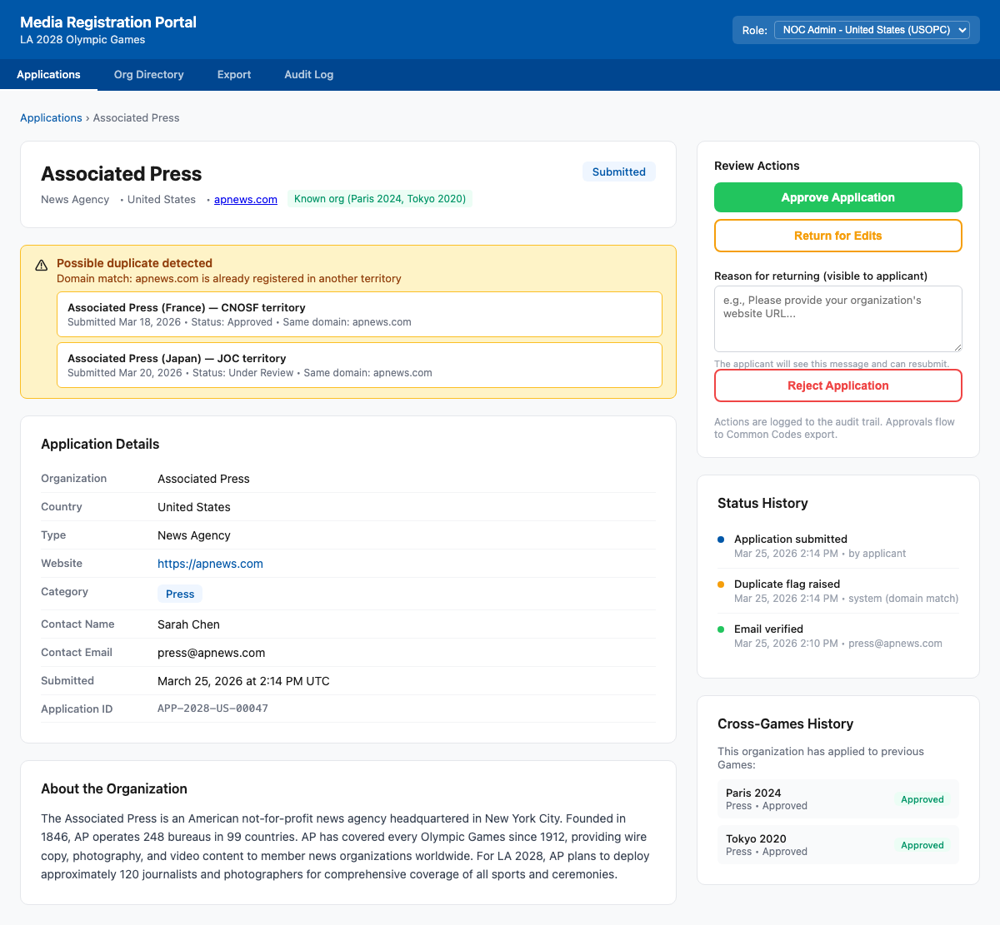 Media Registration Portal
LA 2028 Olympic Games
Role: NOC Admin - United States (USOPC)
Applications Org Directory Export Audit Log
Applications › Associated Press
Associated Press
Submitted
News Agency • United States • apnews.com Known org (Paris 2024, Tokyo 2020)
Possible duplicate detected
Domain match: apnews.com is already registered in another territory
Associated Press (France) — CNOSF territory
Submitted Mar 18, 2026 • Status: Approved • Same domain: apnews.com
Associated Press (Japan) — JOC territory
Submitted Mar 20, 2026 • Status: Under Review • Same domain: apnews.com
Application Details
Organization Associated Press
Country United States
Type News Agency
Website https://apnews.com
Category Press
Contact Name Sarah Chen
Contact Email press@apnews.com
Submitted March 25, 2026 at 2:14 PM UTC
Application ID APP-2028-US-00047
About the Organization
The Associated Press is an American not-for-profit news agency headquartered in New York City. Founded in
1846, AP operates 248 bureaus in 99 countries. AP has covered every Olympic Games since 1912, providing wire
copy, photography, and video content to member news organizations worldwide. For LA 2028, AP plans to deploy
approximately 120 journalists and photographers for comprehensive coverage of all sports and ceremonies.
Review Actions
Approve Application
Return for Edits
Reason for returning (visible to applicant)
e.g., Please provide your organization's
website URL...
The applicant will see this message and can resubmit.
Reject Application
Actions are logged to the audit trail. Approvals flow
to Common Codes export.
Status History
Application submitted
Mar 25, 2026 2:14 PM • by applicant
Duplicate flag raised
Mar 25, 2026 2:14 PM • system (domain match)
Email verified
Mar 25, 2026 2:10 PM • press@apnews.com
Cross-Games History
This organization has applied to previous
Games:
Paris 2024
Press • Approved
Approved
Tokyo 2020
Press • Approved
Approved